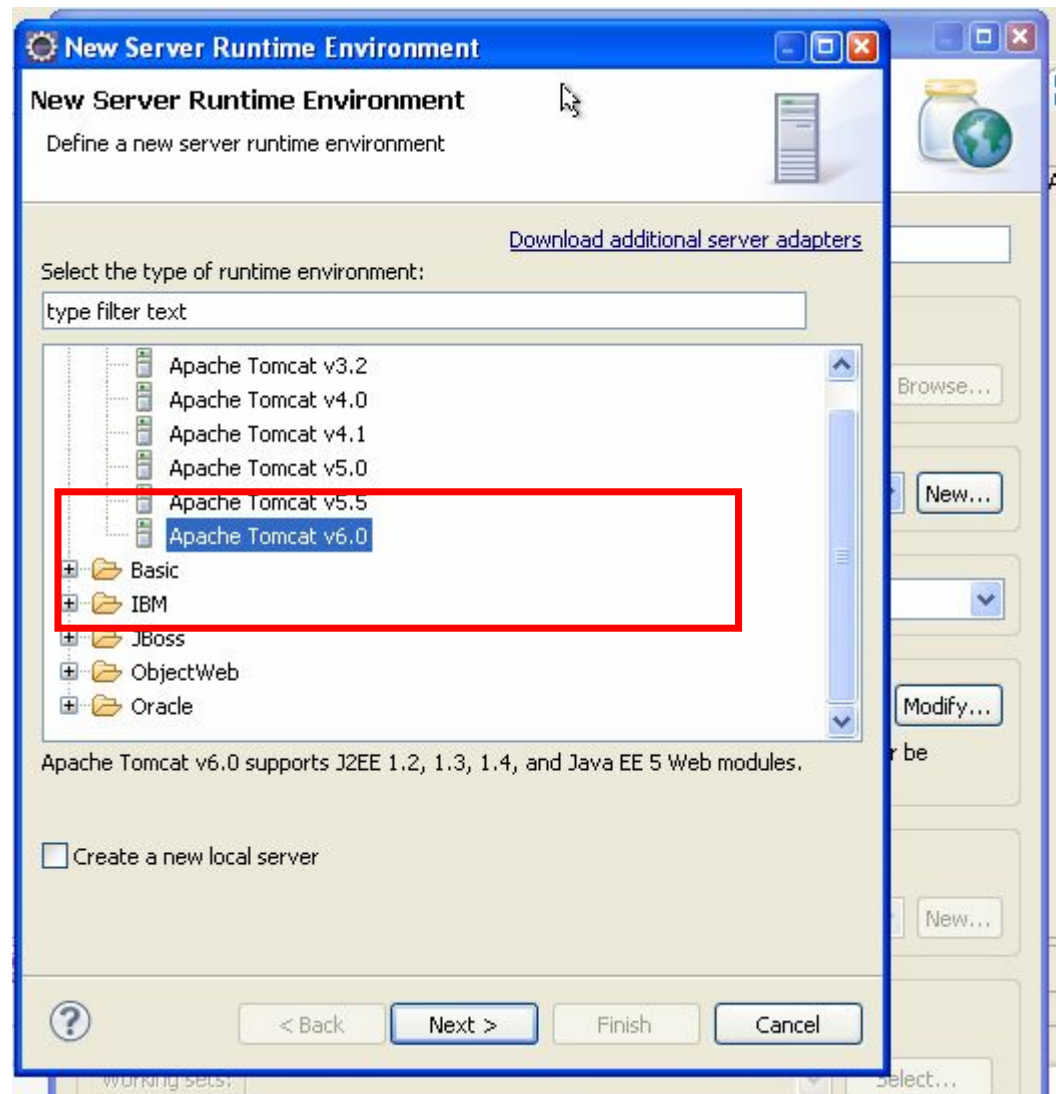 New Server Runtime Environment
New Server Runtime Environment
Define a new server runtime environment
Download additional server adapters
Select the type of runtime environment:
type filter text
Apache Tomcat v3.2
Apache Tomcat v4.0
Browse...
Apache Tomcat v4.1
Apache Tomcat v5.0
Apache Tomcat v5.5
New...
Apache Tomcat v6.0
Basic
IBM
JBoss
ObjectWeb
Oracle
Modify...
Apache Tomcat v6.0 supports J2EE 1.2, 1.3, 1.4, and Java EE 5 Web modules.
be
Create a new local server
New...
?
< Back
Next >
Finish
Cancel
Working sets:
Select...